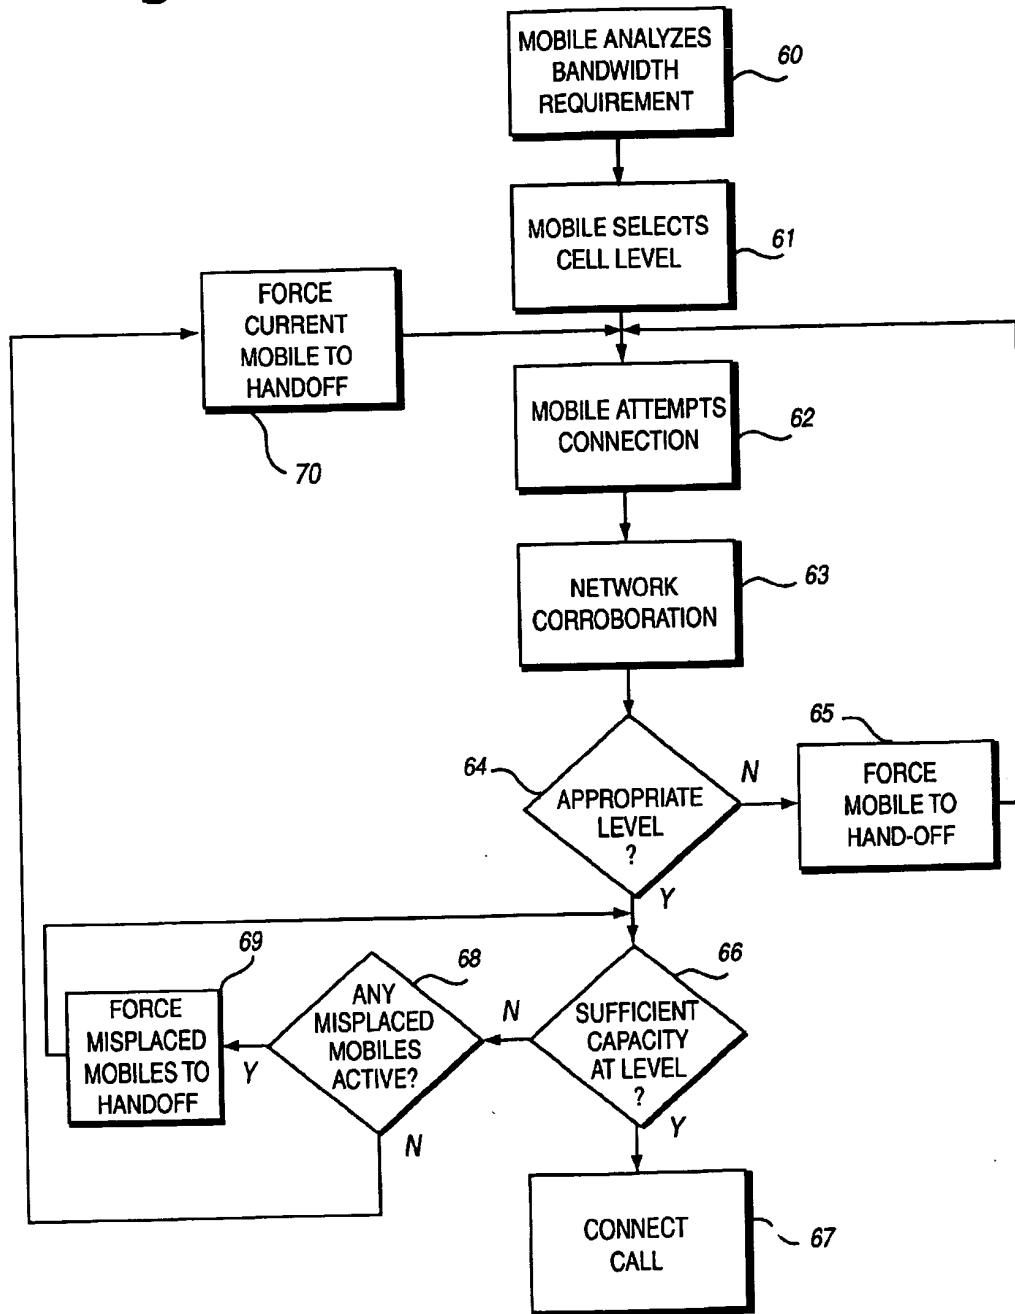 MOBILE ANALYZES
BANDWIDTH
REQUIREMENT
60
MOBILE SELECTS
CELL LEVEL
61
FORCE
CURRENT
MOBILE TO
HANDOFF
70
MOBILE ATTEMPTS
CONNECTION
62
NETWORK
CORROBORATION
63
64
APPROPRIATE
LEVEL
?
N
Y
65
FORCE
MOBILE TO
HAND-OFF
66
SUFFICIENT
CAPACITY
AT LEVEL
?
N
Y
68
ANY
MISPLACED
MOBILES
ACTIVE?
Y
N
69
FORCE
MISPLACED
MOBILES TO
HANDOFF
CONNECT
CALL
67